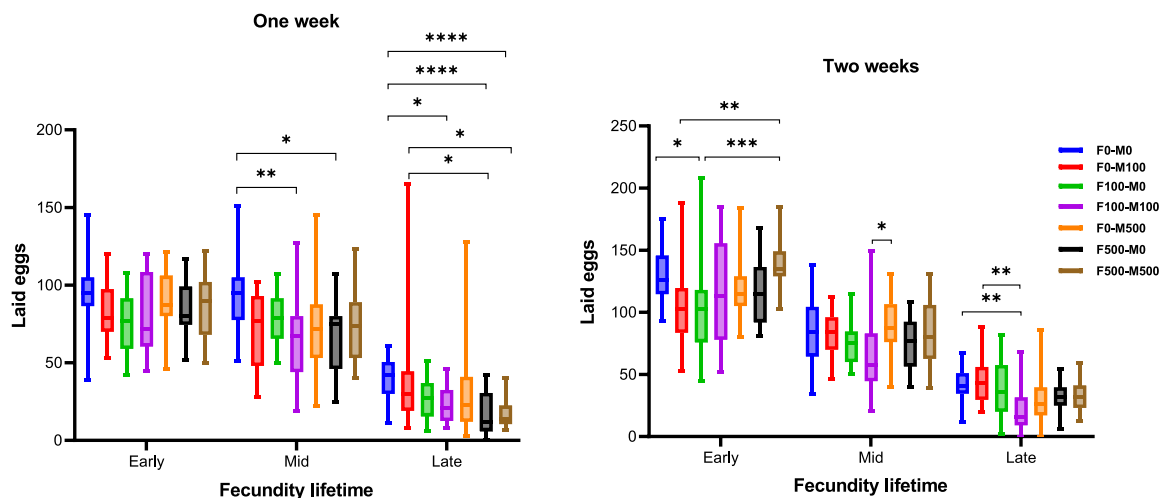 One week
****
****
*
*
*
*
**
200
150
100
50
0
Laid eggs
Early
Mid
Late
Fecundity lifetime
Two weeks
**
*
***
*
**
**
250
200
150
100
50
0
Laid eggs
Early
Mid
Late
Fecundity lifetime
F0-M0
F0-M100
F100-M0
F100-M100
F0-M500
F500-M0
F500-M500